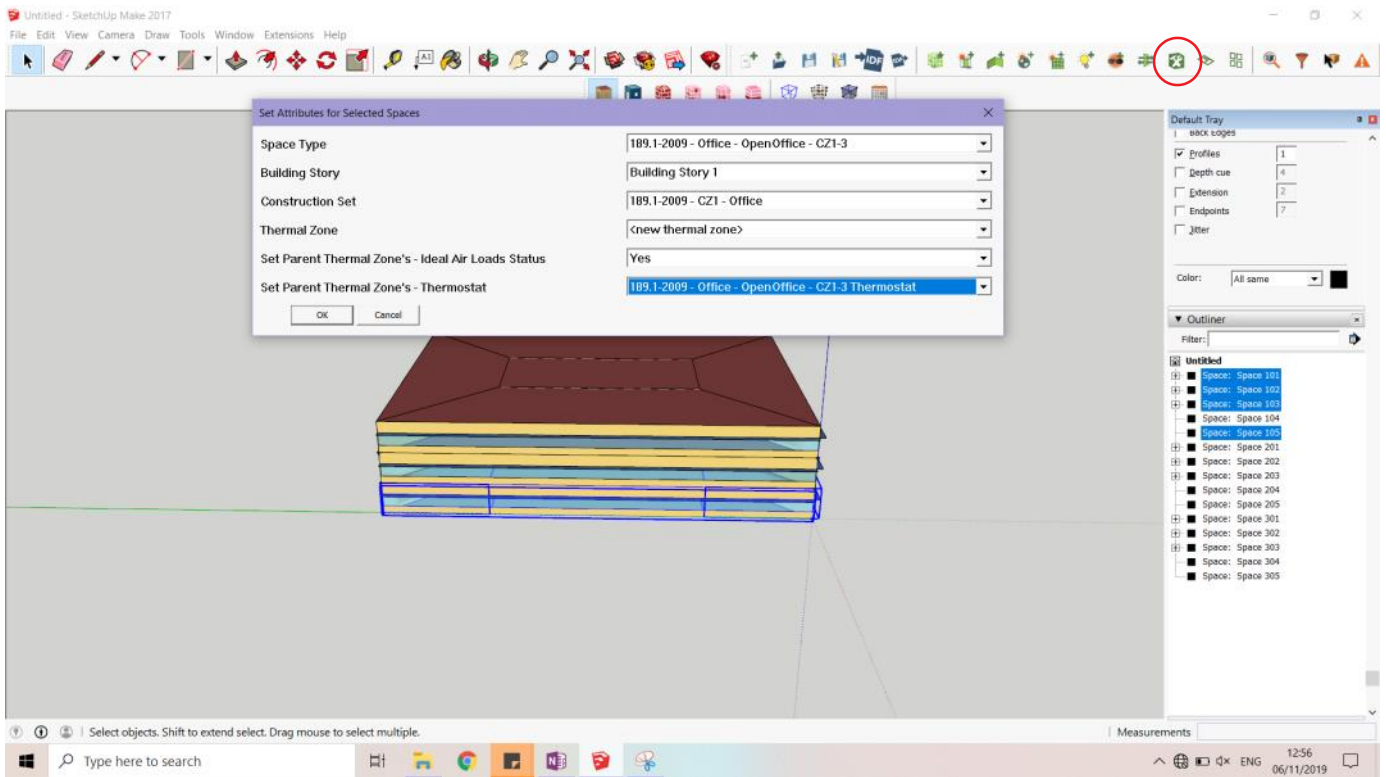 Untitled - SketchUp Make 2017
File Edit View Camera Draw Tools Window Extensions Help
A1
IDF
Set Attributes for Selected Spaces
Space Type
189.1-2009 - Office - OpenOffice - CZ1-3
Building Story
Building Story 1
Construction Set
189.1-2009 - CZ1 - Office
Thermal Zone
<new thermal zone>
Set Parent Thermal Zone's - Ideal Air Loads Status
Yes
Set Parent Thermal Zone's - Thermostat
189.1-2009 - Office - OpenOffice - CZ1-3 Thermostat
OK Cancel
Default Tray
Back Edges
Profiles 1
Depth cue 4
Extension 2
Endpoints 7
Jitter
Color: All same
Outliner
Filter:
Untitled
Space: Space 101
Space: Space 102
Space: Space 103
Space: Space 104
Space: Space 105
Space: Space 201
Space: Space 202
Space: Space 203
Space: Space 204
Space: Space 205
Space: Space 301
Space: Space 302
Space: Space 303
Space: Space 304
Space: Space 305
Select objects. Shift to extend select. Drag mouse to select multiple.
Measurements
Type here to search
ENG
12:56
06/11/2019